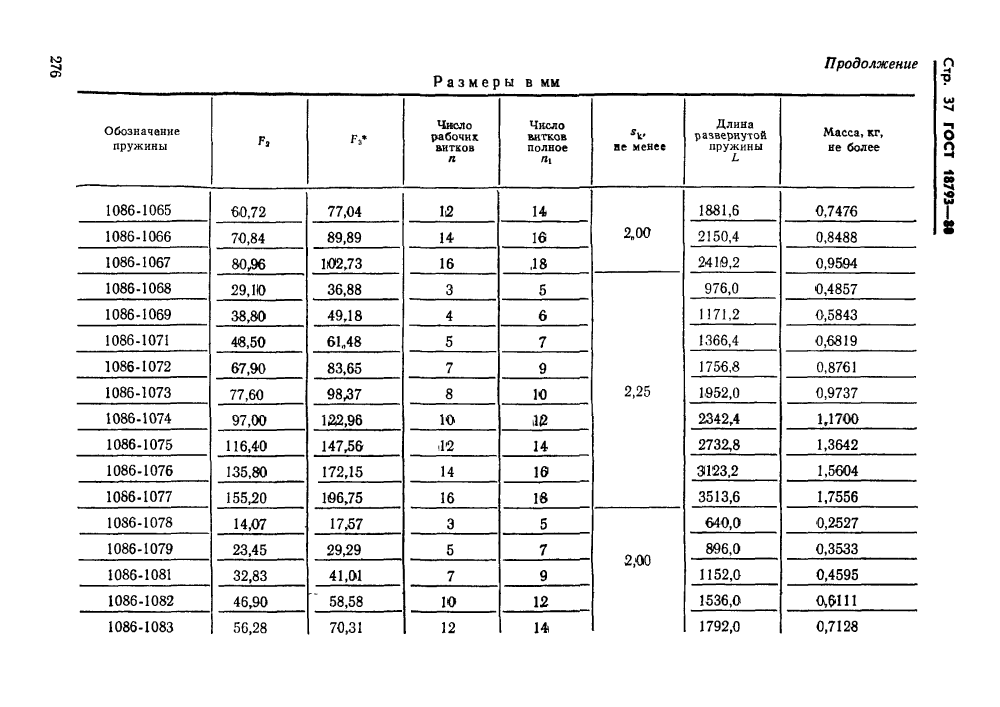 276
Продолжение
Стр. 37 ГОСТ 18793—80
Размеры в мм
Обозначение пружины | F₂ | F₃* | Число рабочих витков n | Число витков полное n₁ | sₖ, не менее | Длина развернутой пружины L | Масса, кг, не более
1086-1065 | 60,72 | 77,04 | 12 | 14 | 2,00 | 1881,6 | 0,7476
1086-1066 | 70,84 | 89,89 | 14 | 16 | 2150,4 | 0,8488
1086-1067 | 80,96 | 102,73 | 16 | 18 | 2419,2 | 0,9594
1086-1068 | 29,10 | 36,88 | 3 | 5 | 2,25 | 976,0 | 0,4857
1086-1069 | 38,80 | 49,18 | 4 | 6 | 1171,2 | 0,5843
1086-1071 | 48,50 | 61,48 | 5 | 7 | 1366,4 | 0,6819
1086-1072 | 67,90 | 83,65 | 7 | 9 | 1756,8 | 0,8761
1086-1073 | 77,60 | 98,37 | 8 | 10 | 1952,0 | 0,9737
1086-1074 | 97,00 | 122,96 | 10 | 12 | 2342,4 | 1,1700
1086-1075 | 116,40 | 147,56 | 12 | 14 | 2732,8 | 1,3642
1086-1076 | 135,80 | 172,15 | 14 | 16 | 3123,2 | 1,5604
1086-1077 | 155,20 | 196,75 | 16 | 18 | 3513,6 | 1,7556
1086-1078 | 14,07 | 17,57 | 3 | 5 | 2,00 | 640,0 | 0,2527
1086-1079 | 23,45 | 29,29 | 5 | 7 | 896,0 | 0,3533
1086-1081 | 32,83 | 41,01 | 7 | 9 | 1152,0 | 0,4595
1086-1082 | 46,90 | 58,58 | 10 | 12 | 1536,0 | 0,6111
1086-1083 | 56,28 | 70,31 | 12 | 14 | 1792,0 | 0,7128